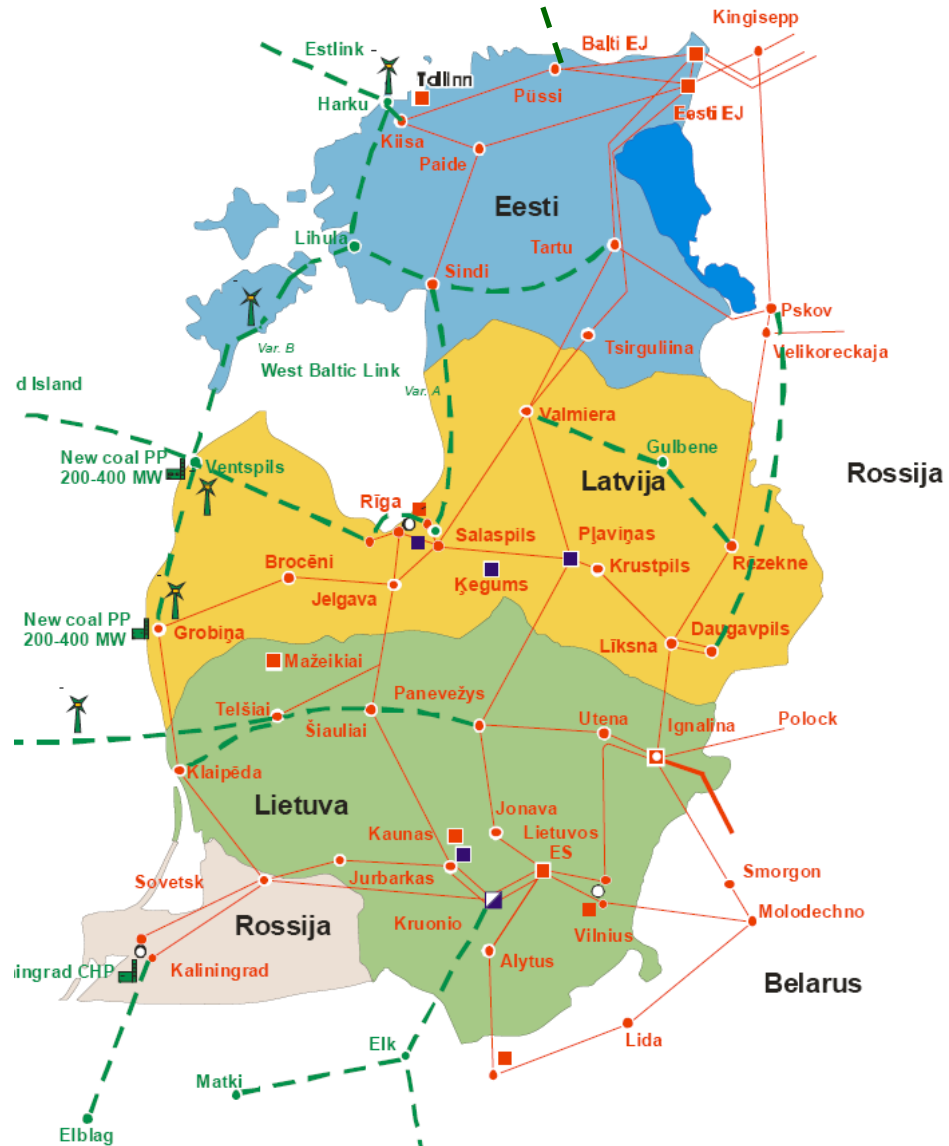 Kingisepp
Estlink
Balti EJ
Tallinn
Harku
Püssi
Eesti EJ
Kiisa
Paide
Eesti
Lihula
Tartu
Sindi
Pskov
Var. B
Tsirguliina
Velikoreckaja
West Baltic Link
d Island
Var. A
Valmiera
Gulbene
New coal PP
200-400 MW
Ventspils
Latvija
Rossija
Rīga
Salaspils
Pļaviņas
Brocēni
Krustpils
Rēzekne
Jelgava
Ķegums
New coal PP
200-400 MW
Grobiņa
Daugavpils
Līksna
Mažeikiai
Panevežys
Telšiai
Šiauliai
Utena
Ignalina
Polock
Klaipēda
Lietuva
Jonava
Kaunas
Lietuvos
ES
Sovetsk
Jurbarkas
Smorgon
Rossija
Kruonio
Vilnius
Molodechno
ningrad CHP
Kaliningrad
Alytus
Belarus
Elk
Lida
Matki
Elblag